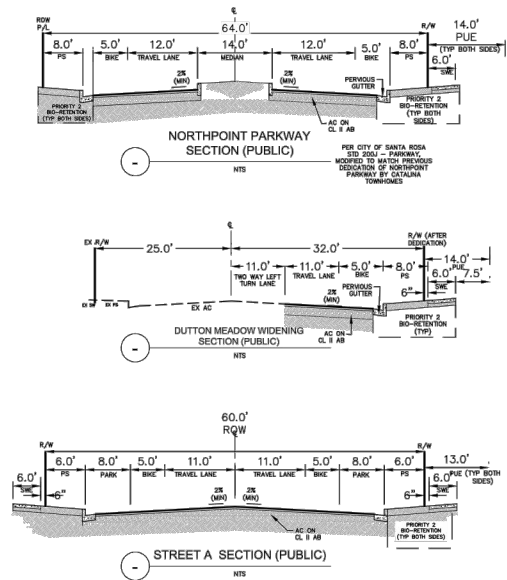 ℄
ROW
P/L
64.0'
R/W
14.0'
PUE
(TYP BOTH SIDES)
8.0'
PS
5.0'
BIKE
12.0'
TRAVEL LANE
14.0'
MEDIAN
12.0'
TRAVEL LANE
5.0'
BIKE
8.0'
PS
6.0'
SWE
2%
(MIN)
2%
(MIN)
PERVIOUS
GUTTER
PRIORITY 2
BIO-RETENTION
(TYP BOTH SIDES)
PRIORITY 2
BIO-RETENTION
(TYP BOTH
SIDES)
AC ON
CL II AB
NORTHPOINT PARKWAY
SECTION (PUBLIC)
-
NTS
PER CITY OF SANTA ROSA
STD 200J – PARKWAY,
MODIFIED TO MATCH PREVIOUS
DEDICATION OF NORTHPOINT
PARKWAY BY CATALINA
TOWNHOMES
℄
EX R/W
R/W (AFTER
DEDICATION)
25.0'
32.0'
14.0'
PUE
11.0'
TWO WAY LEFT
TURN LANE
11.0'
TRAVEL LANE
5.0'
BIKE
8.0'
PS
6.0'
SWE
7.5'
2%
(MIN)
PERVIOUS
GUTTER
6"
EX SW
EX PS
EX AC
AC ON
CL II AB
PRIORITY 2
BIO-RETENTION
(TYP)
DUTTON MEADOW WIDENING
SECTION (PUBLIC)
-
NTS
60.0'
ROW
℄
R/W
R/W
6.0'
SWE
6.0'
PS
8.0'
PARK
5.0'
BIKE
11.0'
TRAVEL LANE
11.0'
TRAVEL LANE
5.0'
BIKE
8.0'
PARK
6.0'
PS
13.0'
PUE (TYP BOTH
SIDES)
6.0'
SWE
6"
2%
(MIN)
2%
(MIN)
6"
AC ON
CL II AB
PRIORITY 2
BIO-RETENTION
(TYP BOTH SIDES)
STREET A SECTION (PUBLIC)
-
NTS